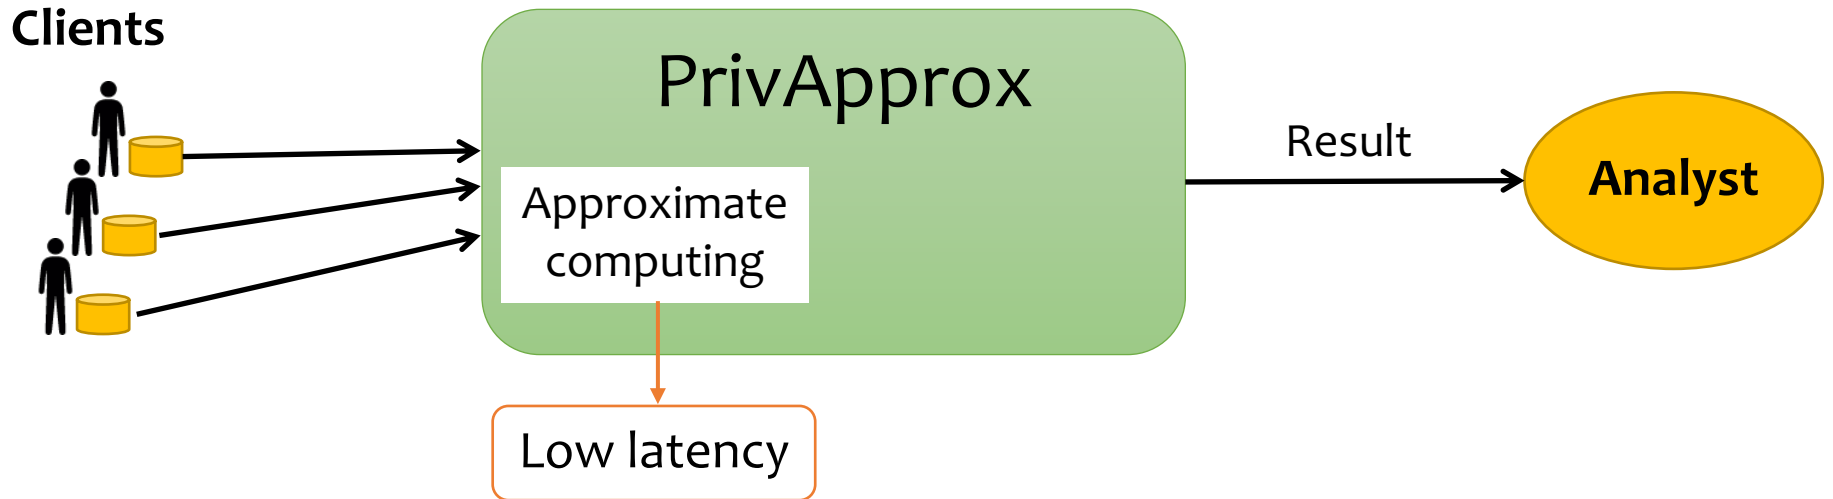 Clients
PrivApprox
Approximate
computing
Result
Analyst
Low latency